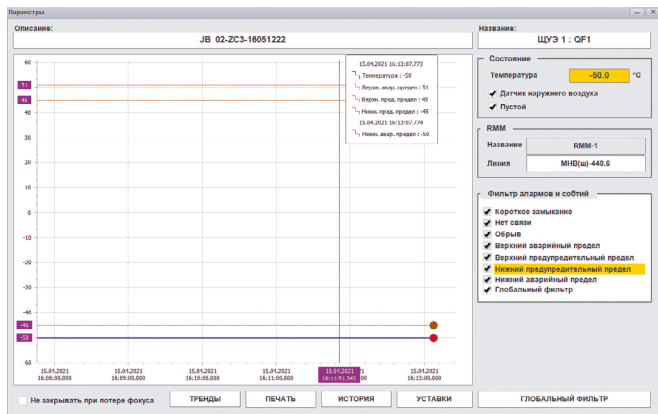 Параметры
Описание:
JB 02-ZC3-16051222
Название:
ЩУЭ 1 : QF1
60
51
45
40
30
20
10
0
-10
-20
-30
-40
-45
-50
60
15.04.2021 16:13:07.773
Температура : -50
Верхн. авар. предел : 51
Верхн. пред. предел : 45
Нижн. пред. предел : -45
15.04.2021 16:13:07.774
Нижн. авар. предел : -50
15.04.2021 16:08:00.000
15.04.2021 16:09:00.000
15.04.2021 16:10:00.000
15.04.2021 16:11:00.000
15.04.2021 16:11:51.343
15.04.2021 16:13:00.000
Состояние
Температура -50.0 °C
Датчик наружнего воздуха
Пустой
RMM
Название RMM-1
Линия МНВ(ш)-440.6
Фильтр алармов и собтий
Короткое замыкание
Нет связи
Обрыв
Верхний аварийный предел
Верхний предупредительный предел
Нижний предупредительный предел
Нижний аварийный предел
Глобальный фильтр
Не закрывать при потере фокуса
ТРЕНДЫ
ПЕЧАТЬ
ИСТОРИЯ
УСТАВКИ
ГЛОБАЛЬНЫЙ ФИЛЬТР